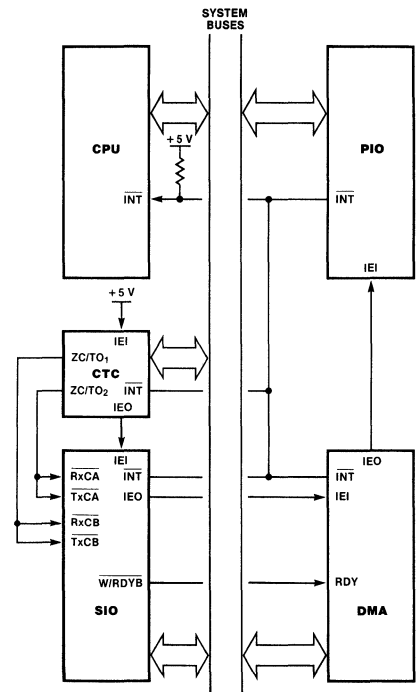 SYSTEM
BUSES
CPU
+ 5 V
INT
PIO
INT
IEI
+ 5 V
IEI
ZC/TO₁
CTC
ZC/TO₂
INT
IEO
IEI
RxCA
INT
TxCA
IEO
RxCB
TxCB
W/RDYB
SIO
IEO
INT
IEI
RDY
DMA